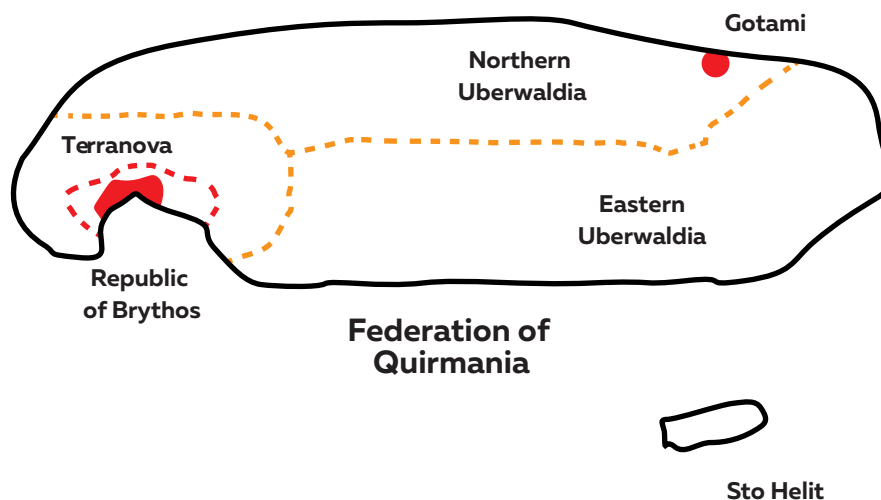 Gotami
Northern
Uberwaldia
Terranova
Eastern
Uberwaldia
Republic
of Brythos
Federation of
Quirmania
Sto Helit